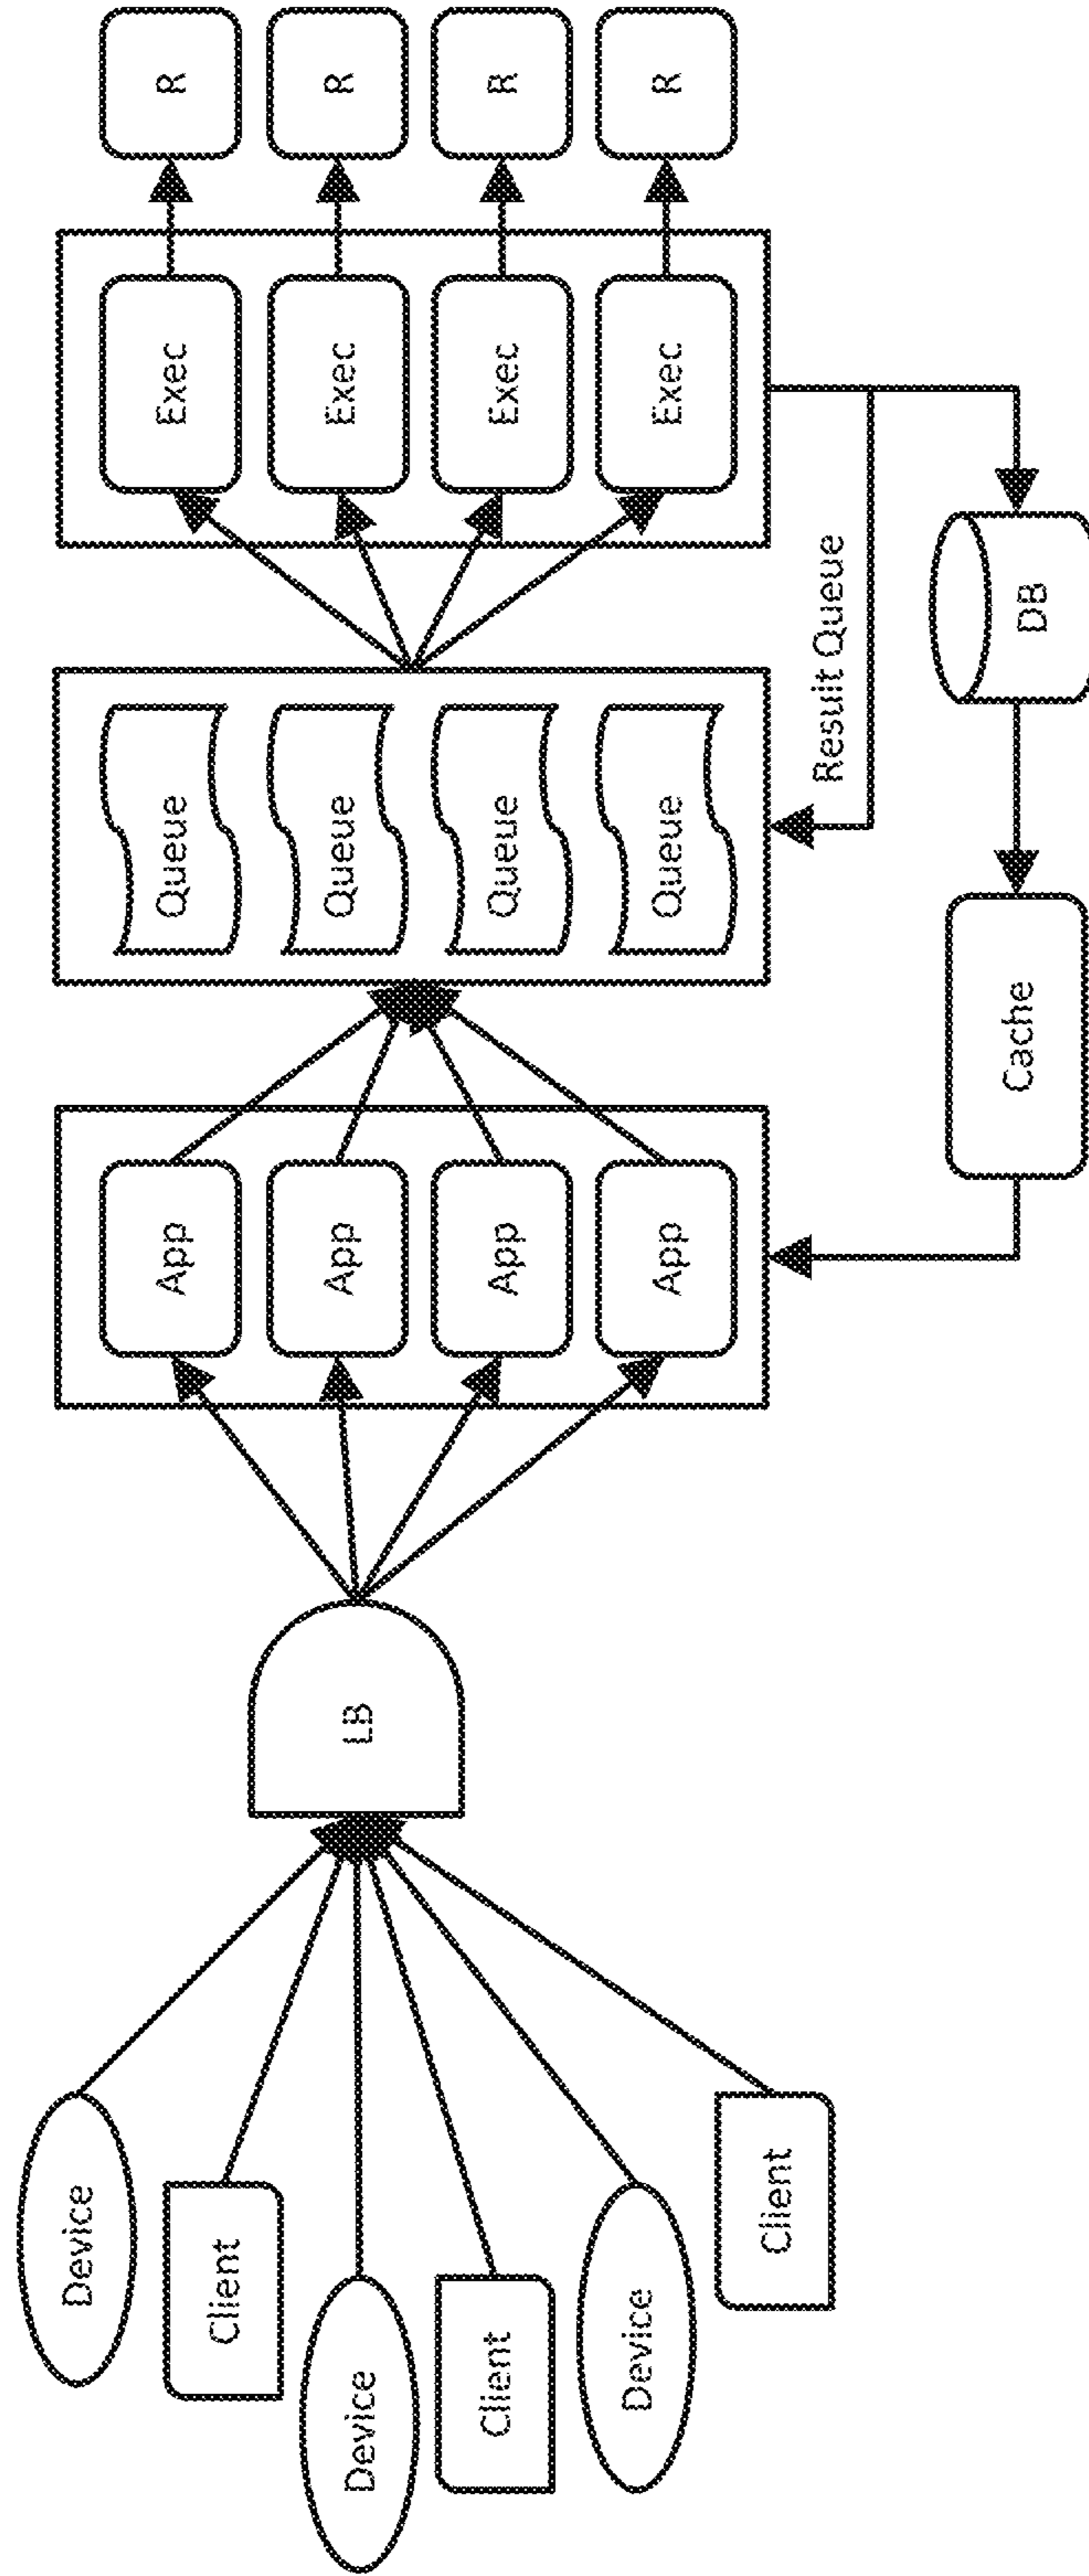 Device
Client
Device
Client
Device
Client
LB
App
App
App
App
Queue
Queue
Queue
Queue
Exec
Exec
Exec
Exec
R
R
R
R
Result Queue
Cache
DB